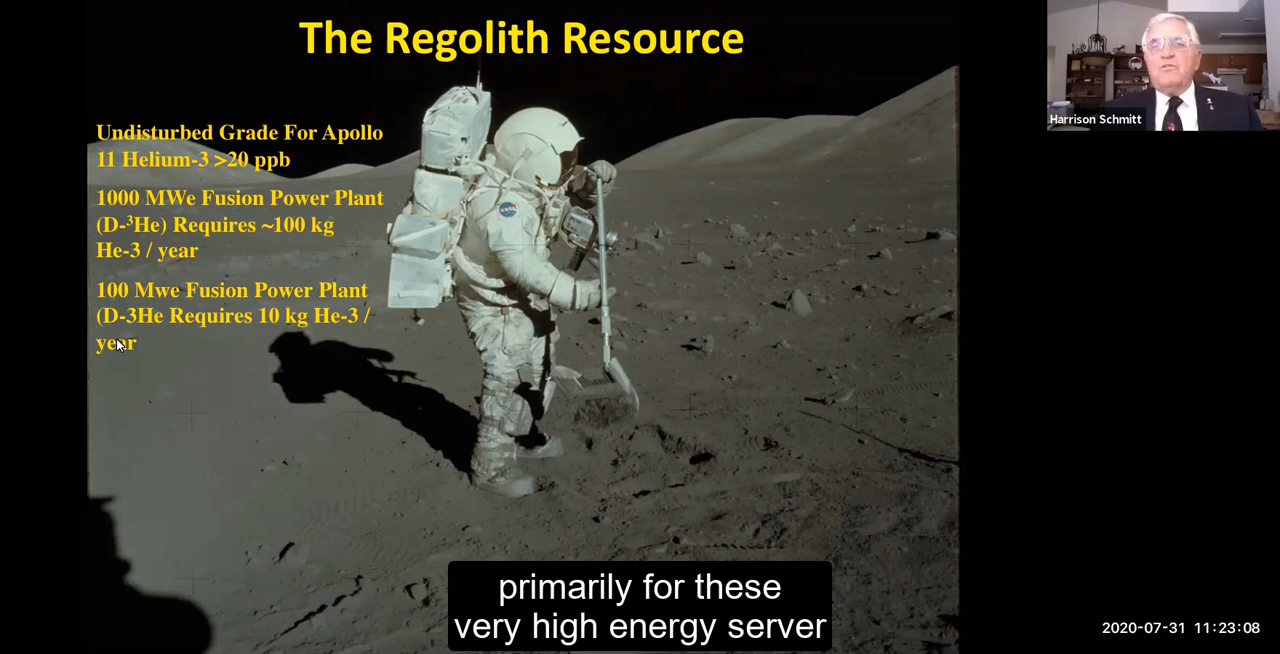 The Regolith Resource
Harrison Schmitt
Undisturbed Grade For Apollo
11 Helium-3 >20 ppb
1000 MWe Fusion Power Plant
(D-³He) Requires ~100 kg
He-3 / year
100 Mwe Fusion Power Plant
(D-3He Requires 10 kg He-3 /
year
NASA
primarily for these
very high energy server
2020-07-31 11:23:08